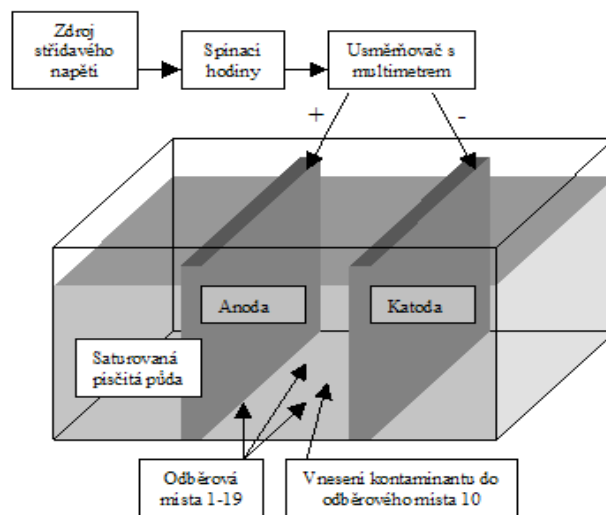 Zdroj
střídavého
napětí
Spinaci
hodiny
Usměrňovač s
multimetrem
+
-
Anoda
Katoda
Saturovaná
písčitá půda
Odběrová
místa 1-19
Vnesení kontaminantu do
odběrového místa 10